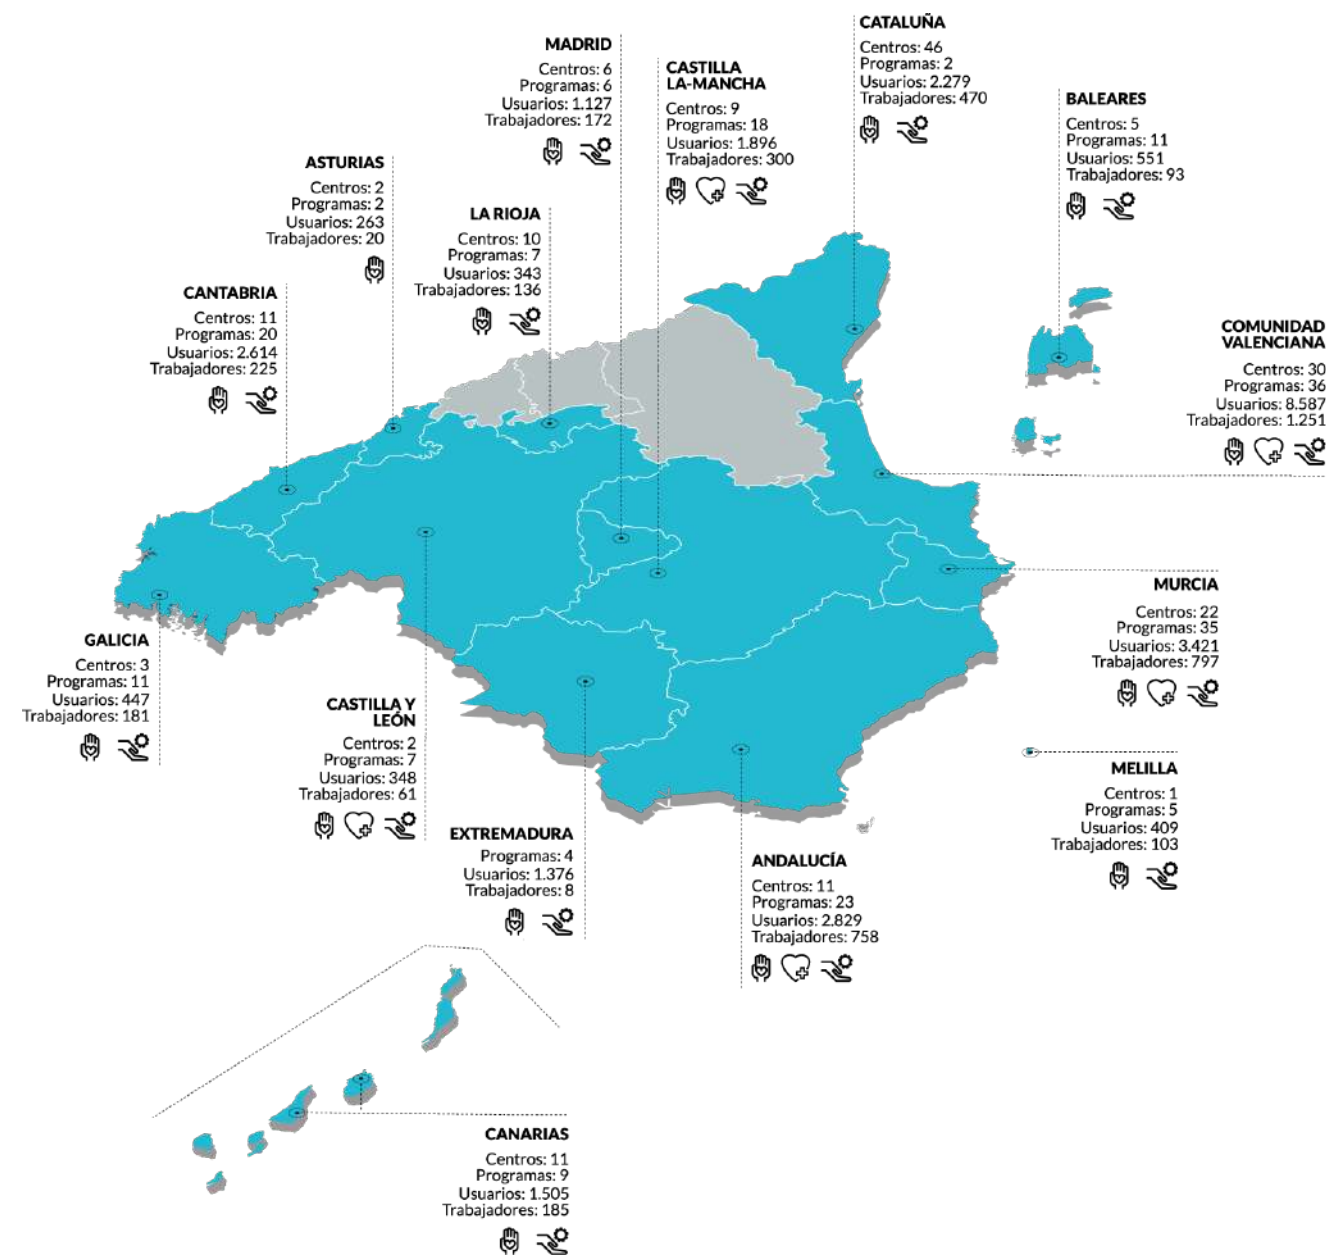 CATALUÑA
Centros: 46
Programas: 2
Usuarios: 2.279
Trabajadores: 470
MADRID
Centros: 6
Programas: 6
Usuarios: 1.127
Trabajadores: 172
CASTILLA
LA-MANCHA
Centros: 9
Programas: 18
Usuarios: 1.896
Trabajadores: 300
BALEARES
Centros: 5
Programas: 11
Usuarios: 551
Trabajadores: 93
ASTURIAS
Centros: 2
Programas: 2
Usuarios: 263
Trabajadores: 20
LA RIOJA
Centros: 10
Programas: 7
Usuarios: 343
Trabajadores: 136
CANTABRIA
Centros: 11
Programas: 20
Usuarios: 2.614
Trabajadores: 225
COMUNIDAD
VALENCIANA
Centros: 30
Programas: 36
Usuarios: 8.587
Trabajadores: 1.251
MURCIA
Centros: 22
Programas: 35
Usuarios: 3.421
Trabajadores: 797
GALICIA
Centros: 3
Programas: 11
Usuarios: 447
Trabajadores: 181
CASTILLA Y
LEÓN
Centros: 2
Programas: 7
Usuarios: 348
Trabajadores: 61
MELILLA
Centros: 1
Programas: 5
Usuarios: 409
Trabajadores: 103
EXTREMADURA
Programas: 4
Usuarios: 1.376
Trabajadores: 8
ANDALUCÍA
Centros: 11
Programas: 23
Usuarios: 2.829
Trabajadores: 758
CANARIAS
Centros: 11
Programas: 9
Usuarios: 1.505
Trabajadores: 185